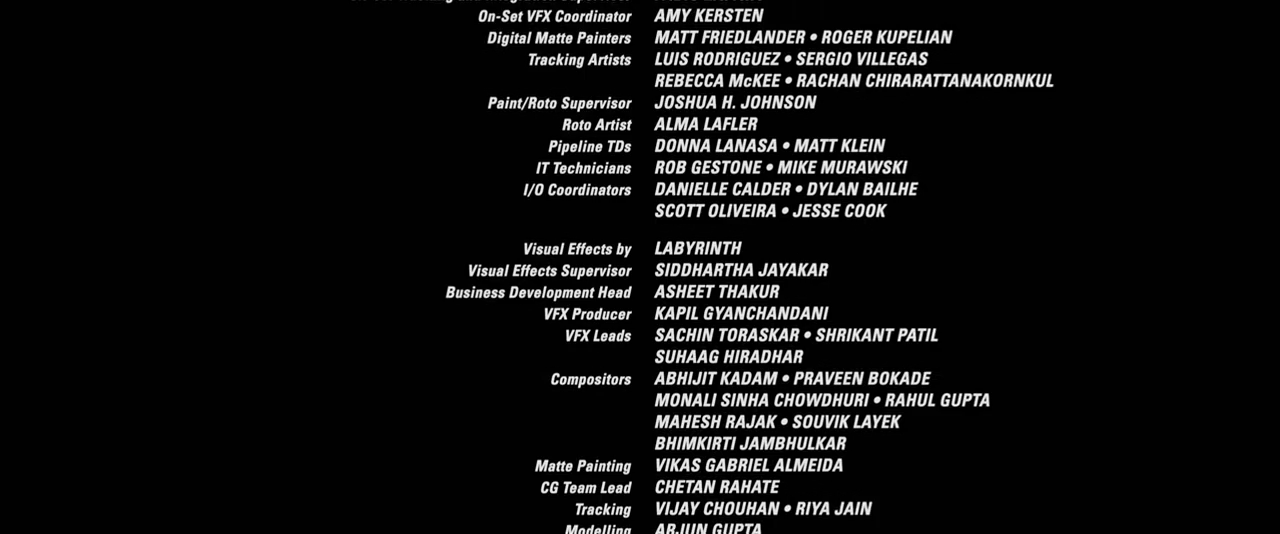 On-Set VFX Coordinator AMY KERSTEN
Digital Matte Painters MATT FRIEDLANDER • ROGER KUPELIAN
Tracking Artists LUIS RODRIGUEZ • SERGIO VILLEGAS
REBECCA McKEE • RACHAN CHIRARATTANAKORNKUL
Paint/Roto Supervisor JOSHUA H. JOHNSON
Roto Artist ALMA LAFLER
Pipeline TDs DONNA LANASA • MATT KLEIN
IT Technicians ROB GESTONE • MIKE MURAWSKI
I/O Coordinators DANIELLE CALDER • DYLAN BAILHE
SCOTT OLIVEIRA • JESSE COOK
Visual Effects by LABYRINTH
Visual Effects Supervisor SIDDHARTHA JAYAKAR
Business Development Head ASHEET THAKUR
VFX Producer KAPIL GYANCHANDANI
VFX Leads SACHIN TORASKAR • SHRIKANT PATIL
SUHAAG HIRADHAR
Compositors ABHIJIT KADAM • PRAVEEN BOKADE
MONALI SINHA CHOWDHURI • RAHUL GUPTA
MAHESH RAJAK • SOUVIK LAYEK
BHIMKIRTI JAMBHULKAR
Matte Painting VIKAS GABRIEL ALMEIDA
CG Team Lead CHETAN RAHATE
Tracking VIJAY CHOUHAN • RIYA JAIN
Modelling ARJUN GUPTA